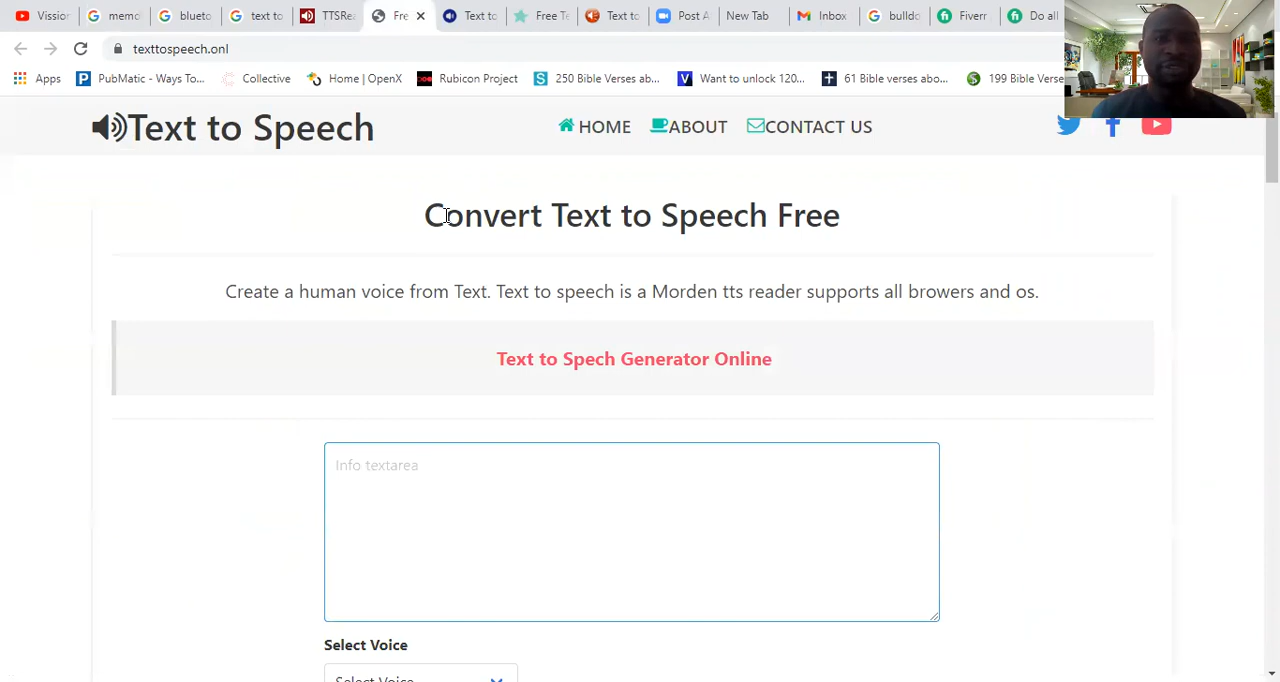 Vission
memd
blueto
text to
TTSRea
Fre
Text to
Free Te
Text to
Post A
New Tab
Inbox
bulldo
Fiverr
Do all
texttospeech.onl
Apps
PubMatic - Ways To...
Collective
Home | OpenX
Rubicon Project
250 Bible Verses ab...
Want to unlock 120...
61 Bible verses abo...
199 Bible Verse
Text to Speech
HOME
ABOUT
CONTACT US
Convert Text to Speech Free
Create a human voice from Text. Text to speech is a Morden tts reader supports all browers and os.
Text to Spech Generator Online
Info textarea
Select Voice
Select Voice